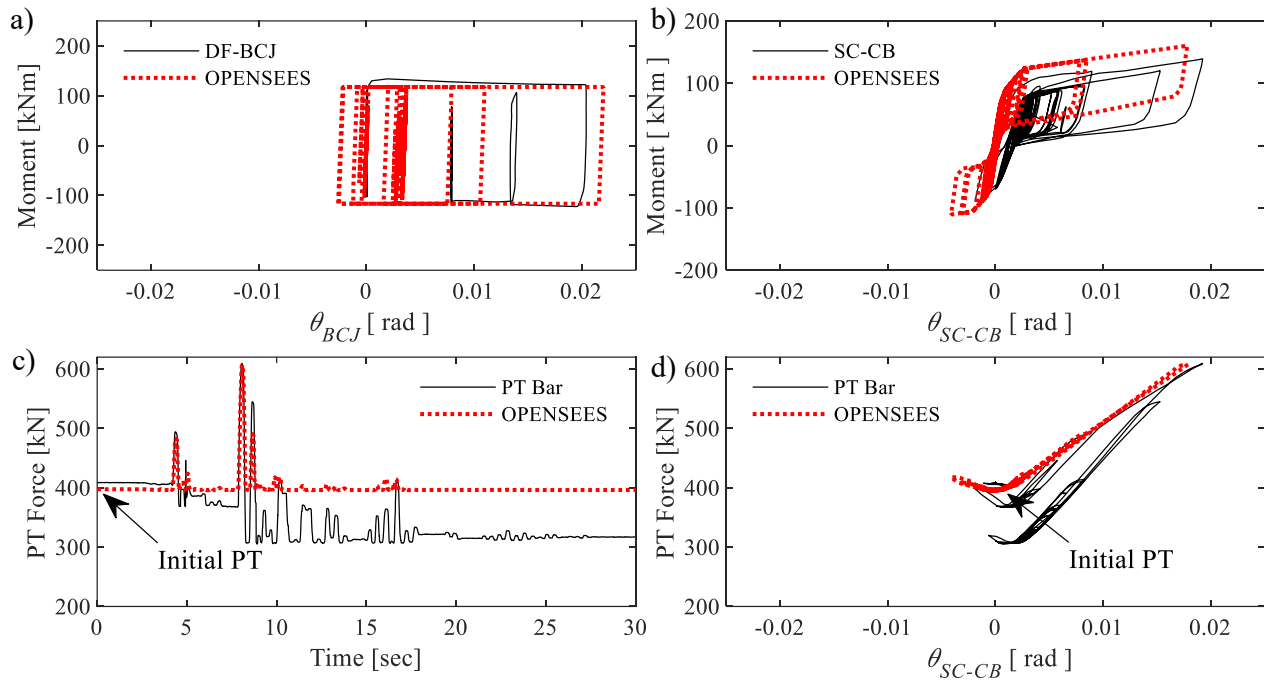 a)
200
100
0
-100
-200
Moment [kNm]
DF-BCJ
OPENSEES
-0.02
-0.01
0
0.01
0.02
θBCJ [ rad ]
b)
200
100
0
-100
-200
Moment [ kNm]
SC-CB
OPENSEES
-0.02
-0.01
0
0.01
0.02
θSC-CB [ rad ]
c)
600
500
400
300
200
PT Force [kN]
PT Bar
OPENSEES
Initial PT
0
5
10
15
20
25
30
Time [sec]
d)
600
500
400
300
200
PT Force [kN]
PT Bar
OPENSEES
Initial PT
-0.02
-0.01
0
0.01
0.02
θSC-CB [ rad ]